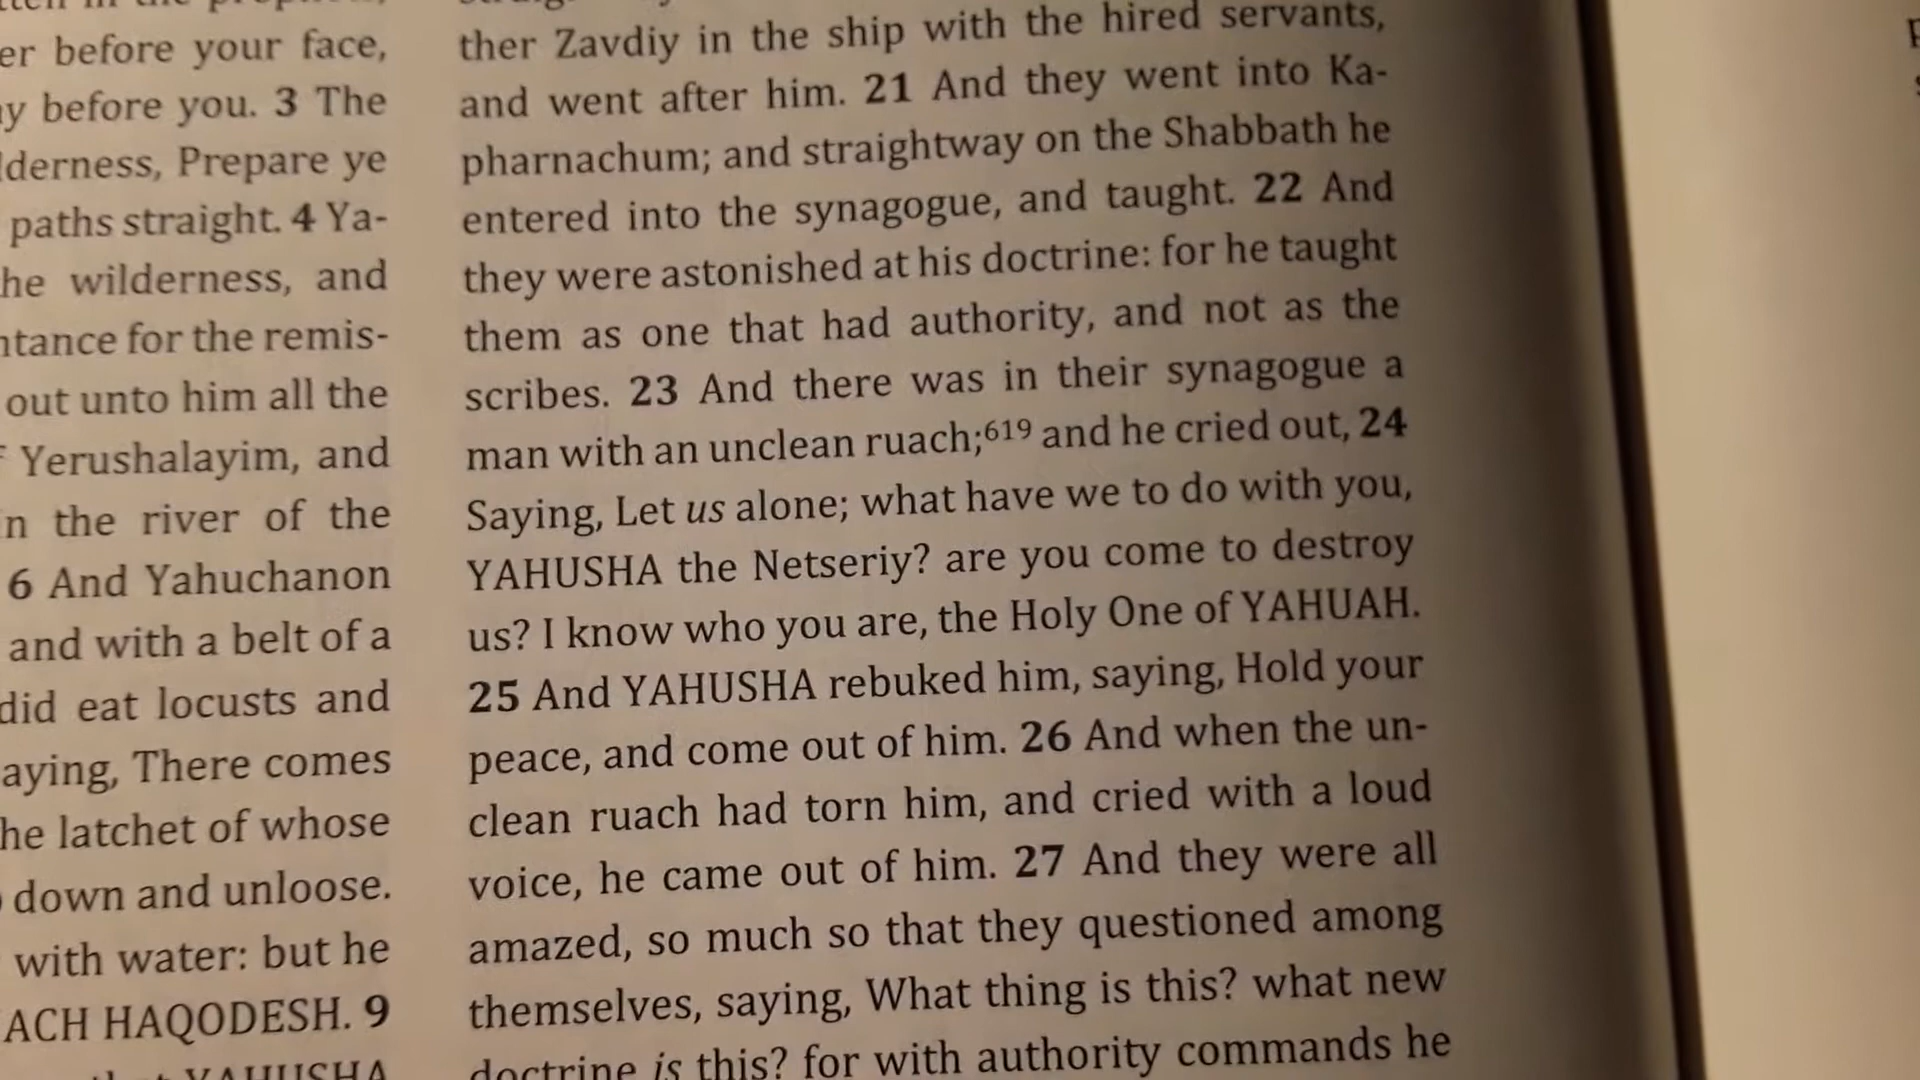 er before your face,
y before you. 3 The
derness, Prepare ye
paths straight. 4 Ya-
he wilderness, and
ntance for the remis-
out unto him all the
Yerushalayim, and
n the river of the
6 And Yahuchanon
and with a belt of a
did eat locusts and
aying, There comes
he latchet of whose
down and unloose.
with water: but he
ACH HAQODESH. 9
YAHUSHA
ther Zavdiy in the ship with the hired servants,
and went after him. 21 And they went into Ka-
pharnachum; and straightway on the Shabbath he
entered into the synagogue, and taught. 22 And
they were astonished at his doctrine: for he taught
them as one that had authority, and not as the
scribes. 23 And there was in their synagogue a
man with an unclean ruach;619 and he cried out, 24
Saying, Let us alone; what have we to do with you,
YAHUSHA the Netseriy? are you come to destroy
us? I know who you are, the Holy One of YAHUAH.
25 And YAHUSHA rebuked him, saying, Hold your
peace, and come out of him. 26 And when the un-
clean ruach had torn him, and cried with a loud
voice, he came out of him. 27 And they were all
amazed, so much so that they questioned among
themselves, saying, What thing is this? what new
doctrine is this? for with authority commands he